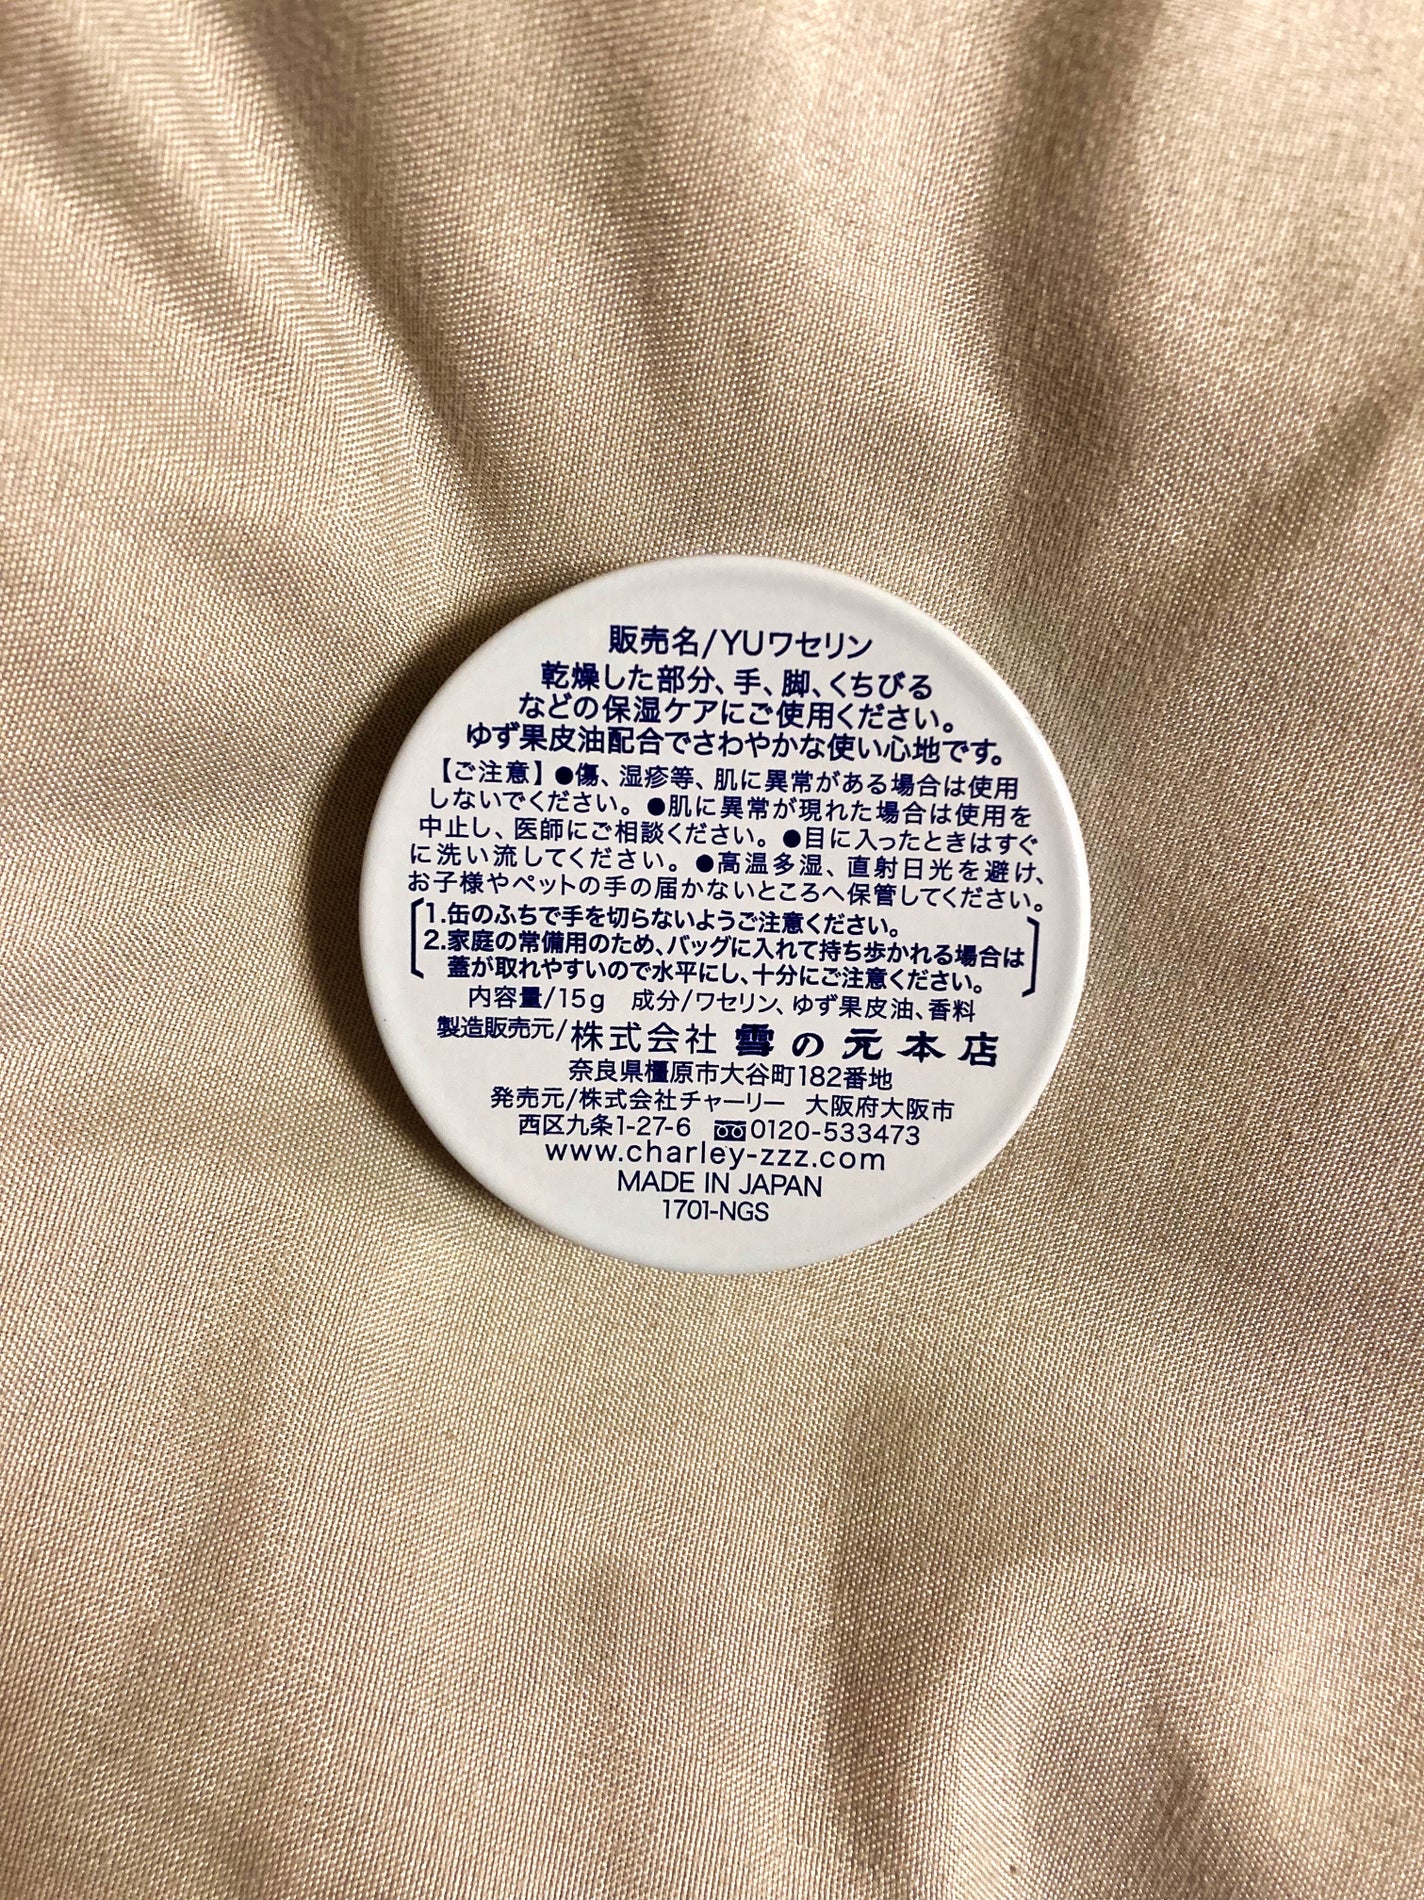 販売名/YUワセリン
乾燥した部分、手、脚、くちびる
などの保湿ケアにご使用ください。
ゆず果皮油配合でさわやかな使い心地です。
【ご注意】●傷、湿疹等、肌に異常がある場合は使用
しないでください。●肌に異常が現れた場合は使用を
中止し、医師にご相談ください。●目に入ったときはすぐ
に洗い流してください。●高温多湿、直射日光を避け、
お子様やペットの手の届かないところへ保管してください。
1.缶のふちで手を切らないようご注意ください。
2.家庭の常備用のため、バッグに入れて持ち歩かれる場合は
蓋が取れやすいので水平にし、十分にご注意ください。
内容量/15g 成分/ワセリン、ゆず果皮油、香料
製造販売元/株式会社 雪の元本店
奈良県橿原市大谷町182番地
発売元/株式会社チャーリー 大阪府大阪市
西区九条1-27-6 0120-533473
www.charley-zzz.com
MADE IN JAPAN
1701-NGS